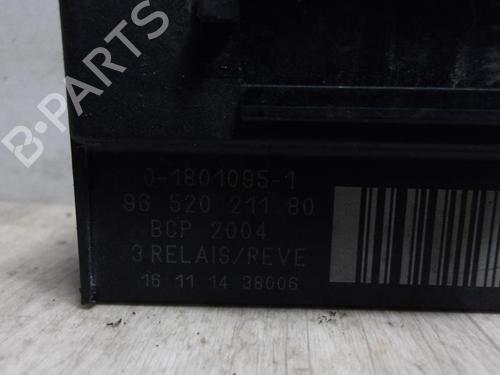 B-PARTS
0-1801095-1
96 520 211 80
BCP 2004
3 RELAIS/REVE
16 11 14 38006